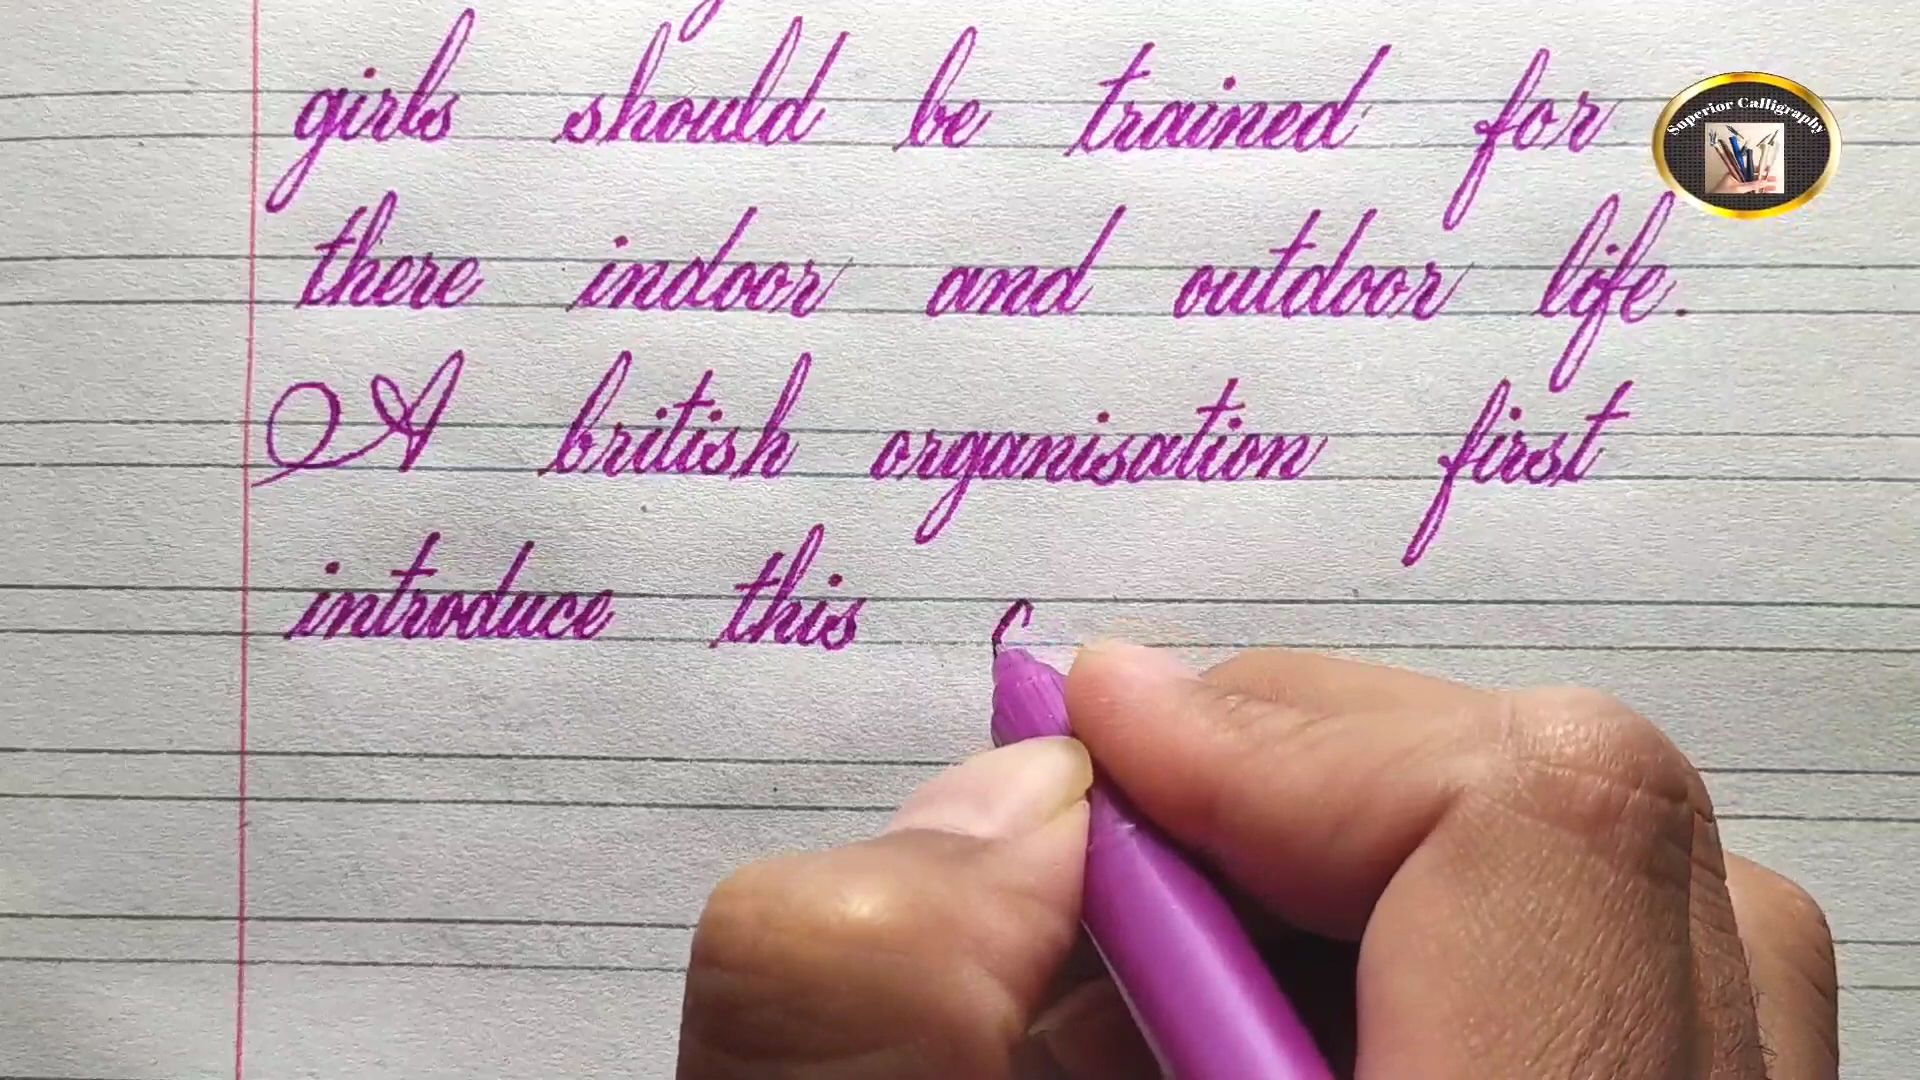 girls should be trained for
there indoor and outdoor life.
A british organisation first
introduce this
Superior Calligraphy